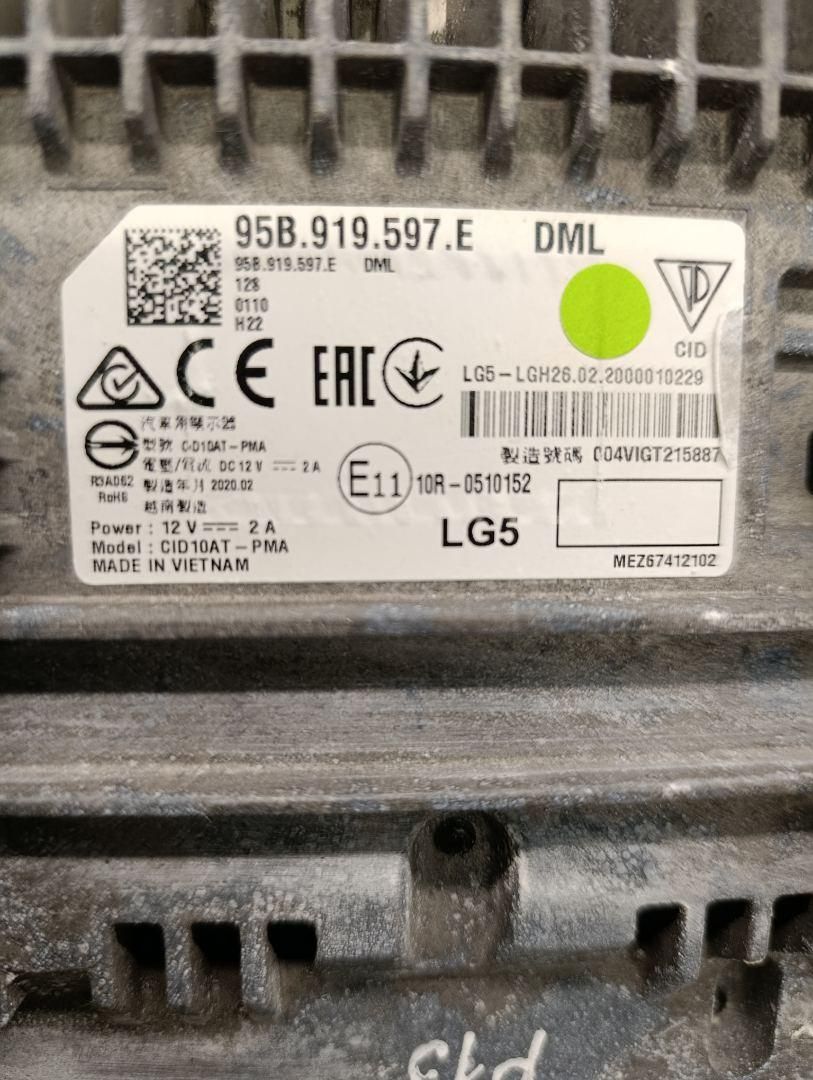 95B.919.597.E DML
95B.919.597.E DML
128
0110
H22
CID
CE EAC
LG5-LGH26.02.2000010229
汽車用顯示器
型號 CID10AT-PMA
電壓/電流 DC 12 V 2 A
製造號碼 004VIGT215887
R3AD62
RoHS
製造年月 2020.02
越南製造
E11 10R-0510152
Power : 12 V 2 A
Model : CID10AT-PMA
MADE IN VIETNAM
LG5
MEZ67412102